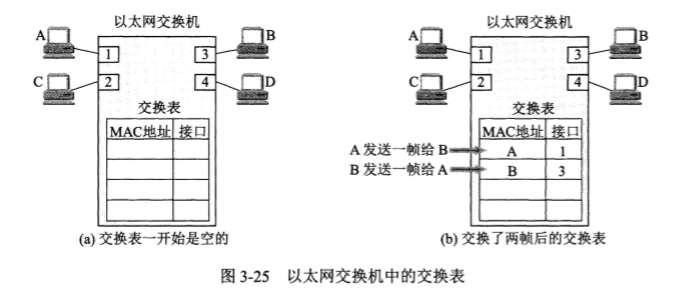 以太网交换机
A 1 3 B
C 2 4 D
交换表
MAC地址 接口
(a) 交换表一开始是空的
以太网交换机
A 1 3 B
C 2 4 D
交换表
MAC地址 接口
A 发送一帧给 B A 1
B 发送一帧给 A B 3
(b) 交换了两帧后的交换表
图 3-25 以太网交换机中的交换表